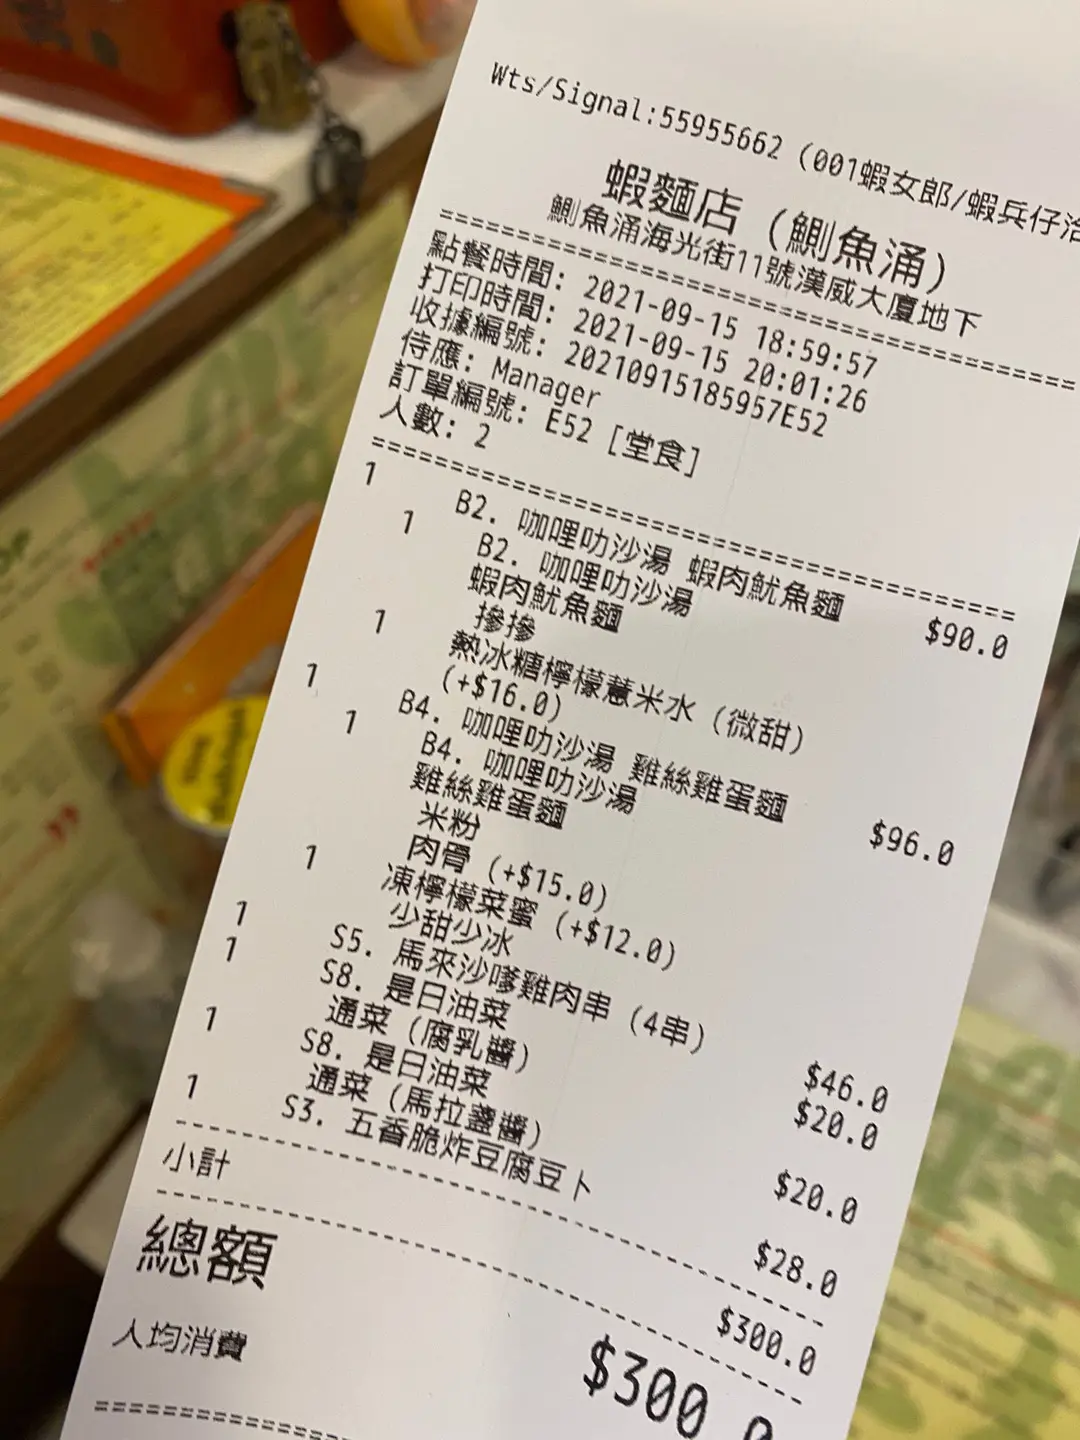 Wts/Signal:55955662 (001蝦女郎/蝦兵仔洽
蝦麵店 (鰂魚涌)
鰂魚涌海光街11號漢威大廈地下
點餐時間: 2021-09-15 18:59:57
打印時間: 2021-09-15 20:01:26
收據編號: 20210915185957E52
侍應: Manager
訂單編號: E52 [堂食]
人數: 2
1 B2. 咖哩叻沙湯 蝦肉魷魚麵 $90.0
1 B2. 咖哩叻沙湯
蝦肉魷魚麵
摻摻
1 熱冰糖檸檬薏米水 (微甜)
(+$16.0)
1 B4. 咖哩叻沙湯 雞絲雞蛋麵 $96.0
1 B4. 咖哩叻沙湯
雞絲雞蛋麵
米粉
肉骨 (+$15.0)
1 凍檸檬菜蜜 (+$12.0)
少甜少冰
1 S5. 馬來沙嗲雞肉串 (4串) $46.0
1 S8. 是日油菜 $20.0
通菜 (腐乳醬)
1 S8. 是日油菜 $20.0
通菜 (馬拉盞醬)
1 S3. 五香脆炸豆腐豆卜 $28.0
小計 $300.0
總額 $300.0
人均消費